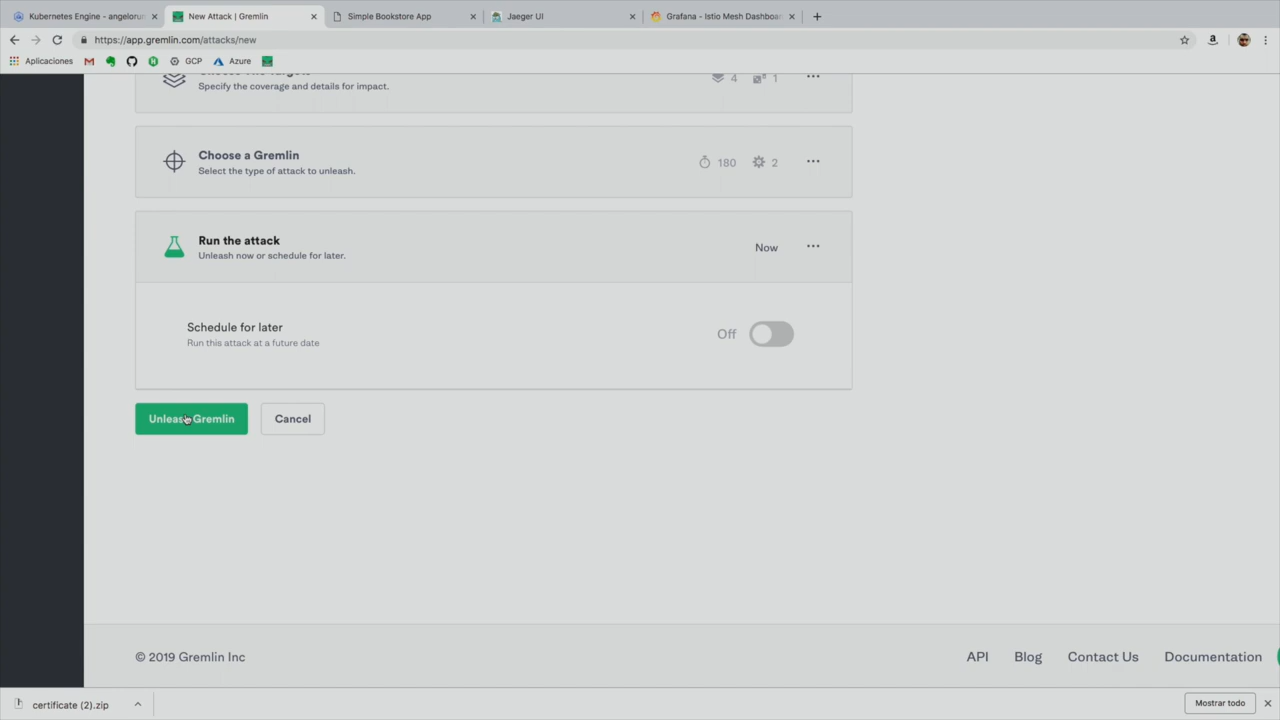 Kubernetes Engine - angelorus
New Attack | Gremlin
Simple Bookstore App
Jaeger UI
Grafana - Istio Mesh Dashboar
https://app.gremlin.com/attacks/new
Aplicaciones
GCP
Azure
Specify the coverage and details for impact.
4
1
Choose a Gremlin
Select the type of attack to unleash.
180
2
Run the attack
Unleash now or schedule for later.
Now
Schedule for later
Run this attack at a future date
Off
Unleash Gremlin
Cancel
© 2019 Gremlin Inc
API
Blog
Contact Us
Documentation
certificate (2).zip
Mostrar todo